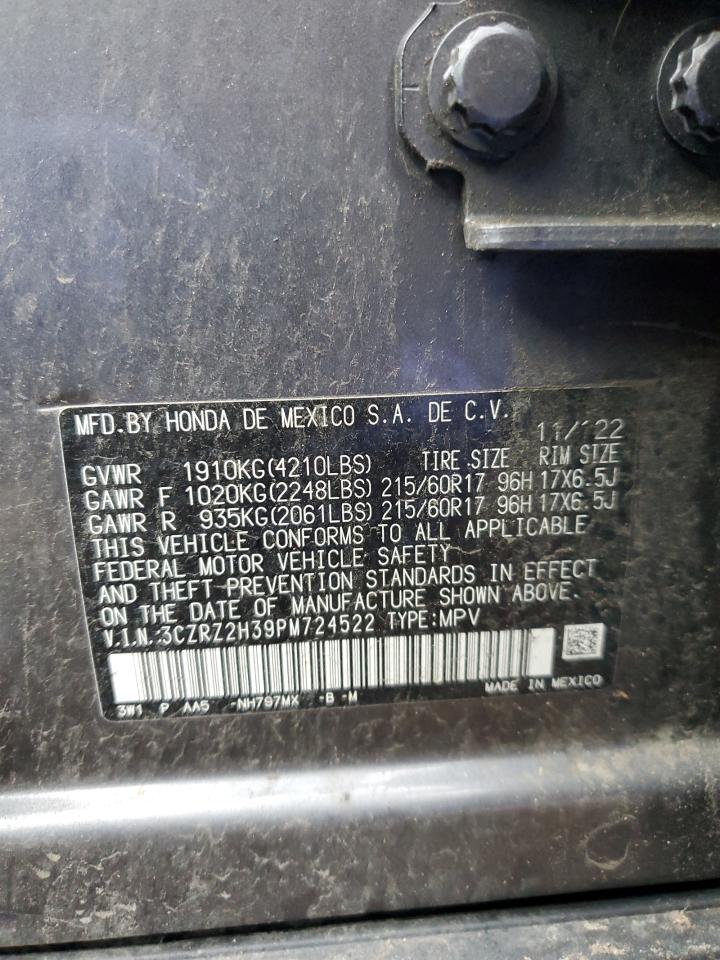 MFD.BY HONDA DE MEXICO S.A. DE C.V.
11/'22
GVWR 1910KG(4210LBS) TIRE SIZE RIM SIZE
GAWR F 1020KG(2248LBS) 215/60R17 96H 17X6.5J
GAWR R 935KG(2061LBS) 215/60R17 96H 17X6.5J
THIS VEHICLE CONFORMS TO ALL APPLICABLE
FEDERAL MOTOR VEHICLE SAFETY
AND THEFT PREVENTION STANDARDS IN EFFECT
ON THE DATE OF MANUFACTURE SHOWN ABOVE.
V.I.N.:3CZRZ2H39PM724522 TYPE:MPV
3W1 P AA5 -NH797MX -B -M MADE IN MEXICO